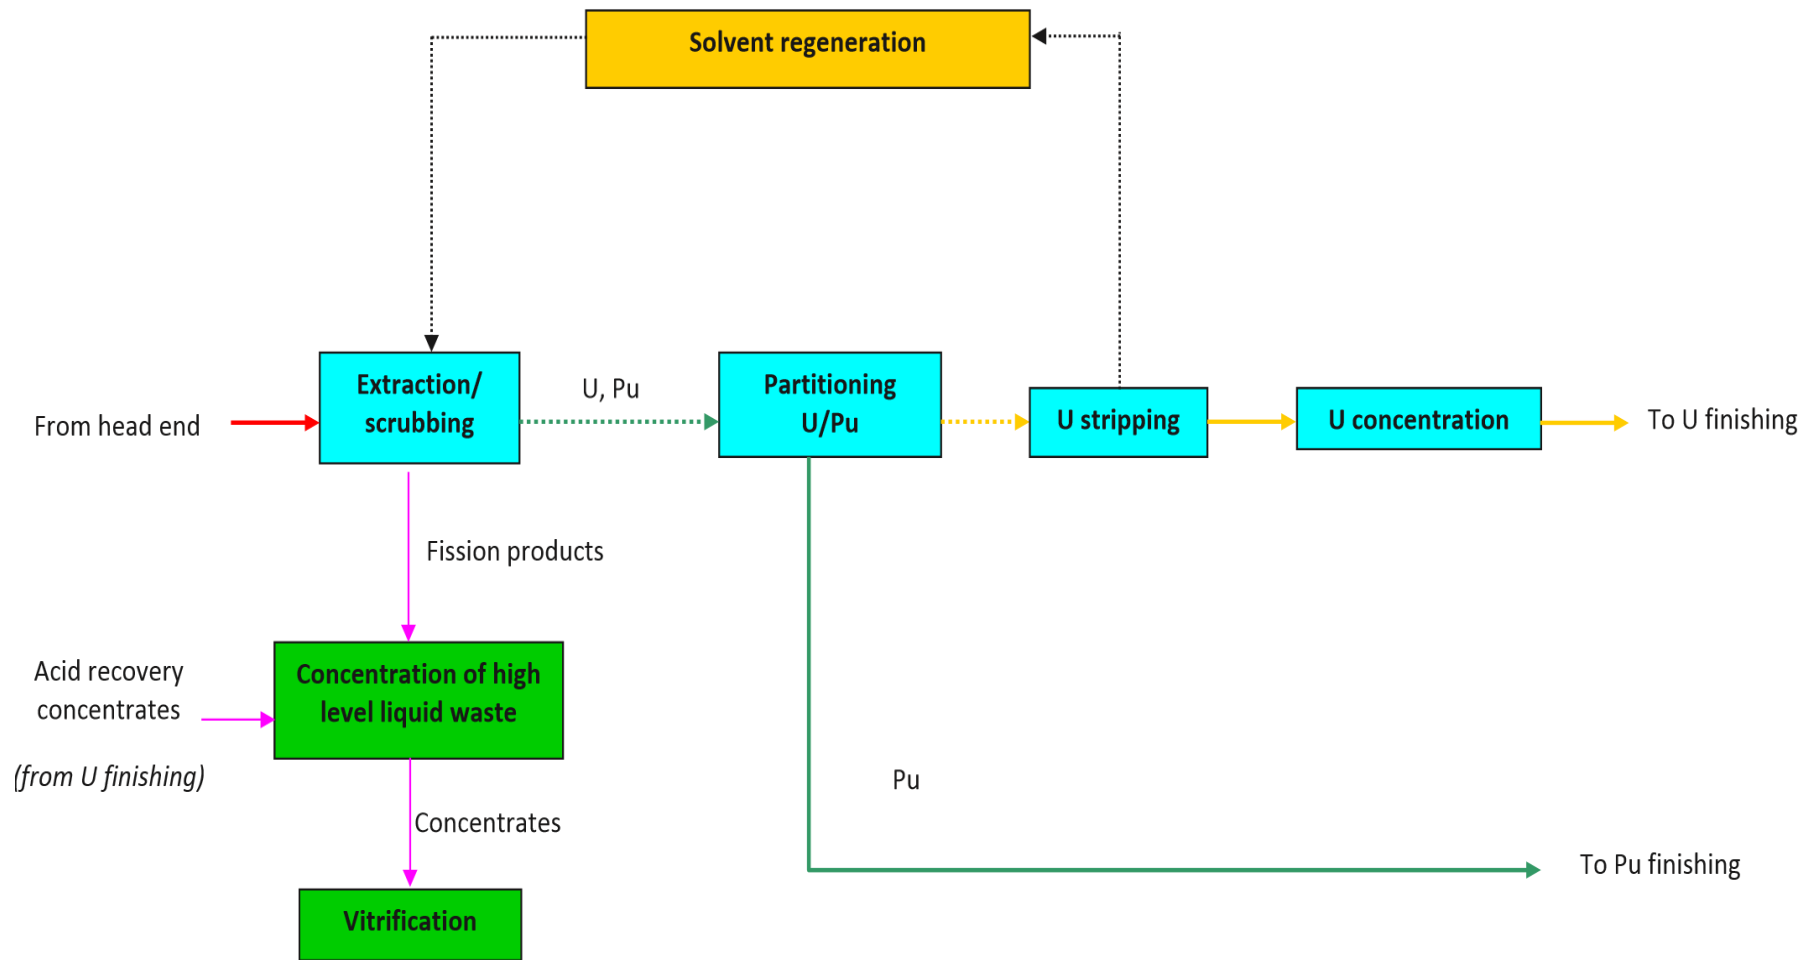 Solvent regeneration
Extraction/
scrubbing
U, Pu
Partitioning
U/Pu
From head end
U stripping
U concentration
To U finishing
Fission products
Acid recovery
concentrates
(from U finishing)
Concentration of high
level liquid waste
Pu
Concentrates
To Pu finishing
Vitrification